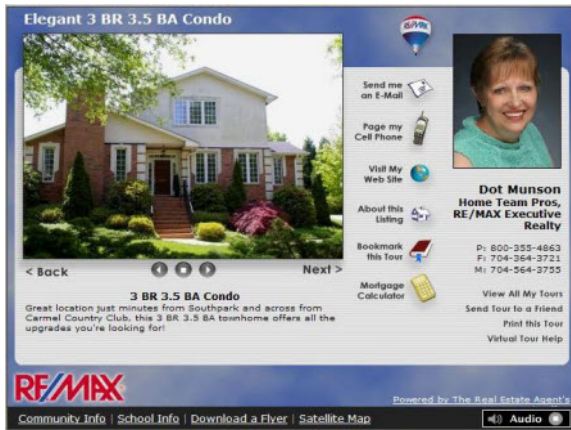 Elegant 3 BR 3.5 BA Condo
RE/MAX
Send me
an E-Mail
Page my
Cell Phone
Visit My
Web Site
About this
Listing
Bookmark
this Tour
Mortgage
Calculator
Dot Munson
Home Team Pros,
RE/MAX Executive
Realty
P: 800-355-4863
F: 704-364-3721
M: 704-564-3755
View All My Tours
Send Tour to a Friend
Print this Tour
Virtual Tour Help
< Back
Next >
3 BR 3.5 BA Condo
Great location just minutes from Southpark and across from
Carmel Country Club, this 3 BR 3.5 BA townhome offers all the
upgrades you're looking for!
RE/MAX
Powered by The Real Estate Agent's
Community Info | School Info | Download a Flyer | Satellite Map
Audio